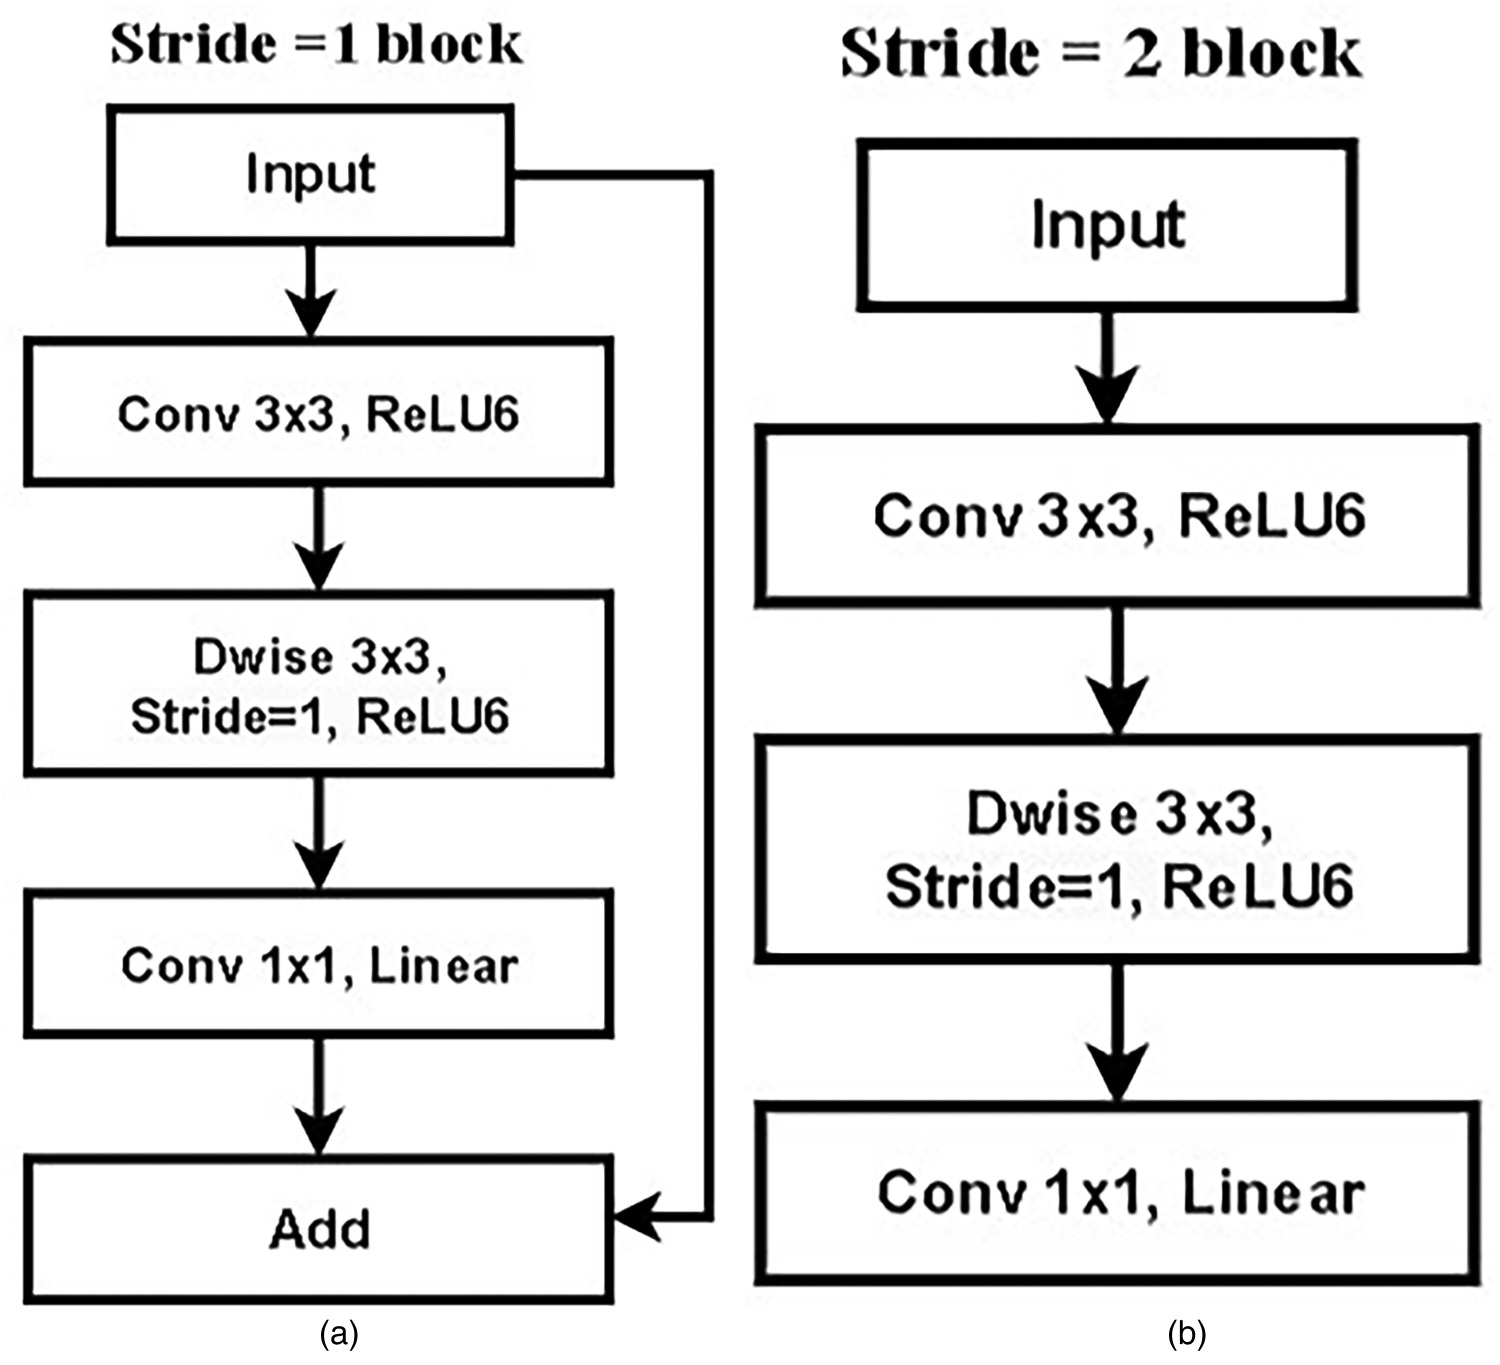 Stride =1 block
Input
Conv 3x3, ReLU6
Dwise 3x3,
Stride=1, ReLU6
Conv 1x1, Linear
Add
(a)
Stride = 2 block
Input
Conv 3x3, ReLU6
Dwise 3x3,
Stride=1, ReLU6
Conv 1x1, Linear
(b)